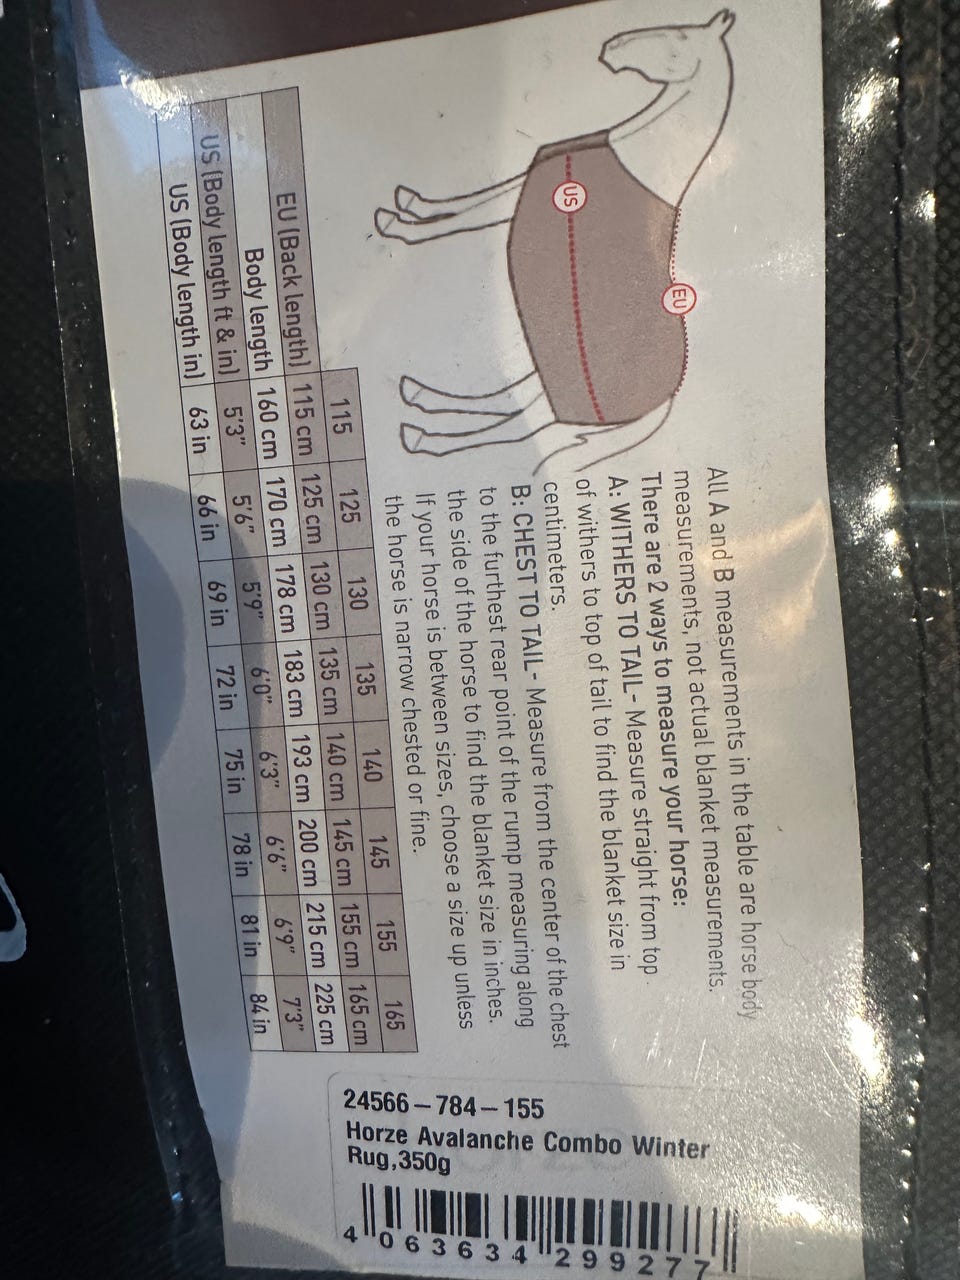 US
EU
All A and B measurements in the table are horse body
measurements, not actual blanket measurements.
There are 2 ways to measure your horse:
A: WITHERS TO TAIL - Measure straight from top
of withers to top of tail to find the blanket size in
centimeters.
B: CHEST TO TAIL - Measure from the center of the chest
to the furthest rear point of the rump measuring along
the side of the horse to find the blanket size in inches.
If your horse is between sizes, choose a size up unless
the horse is narrow chested or fine.
115 125 130 135 140 145 155 165
EU (Back length) 115 cm 125 cm 130 cm 135 cm 140 cm 145 cm 155 cm 165 cm
Body length 160 cm 170 cm 178 cm 183 cm 193 cm 200 cm 215 cm 225 cm
US (Body length ft & in) 5'3" 5'6" 5'9" 6'0" 6'3" 6'6" 6'9" 7'3"
US (Body length in) 63 in 66 in 69 in 72 in 75 in 78 in 81 in 84 in
24566-784-155
Horze Avalanche Combo Winter
Rug,350g
4 063634 299277